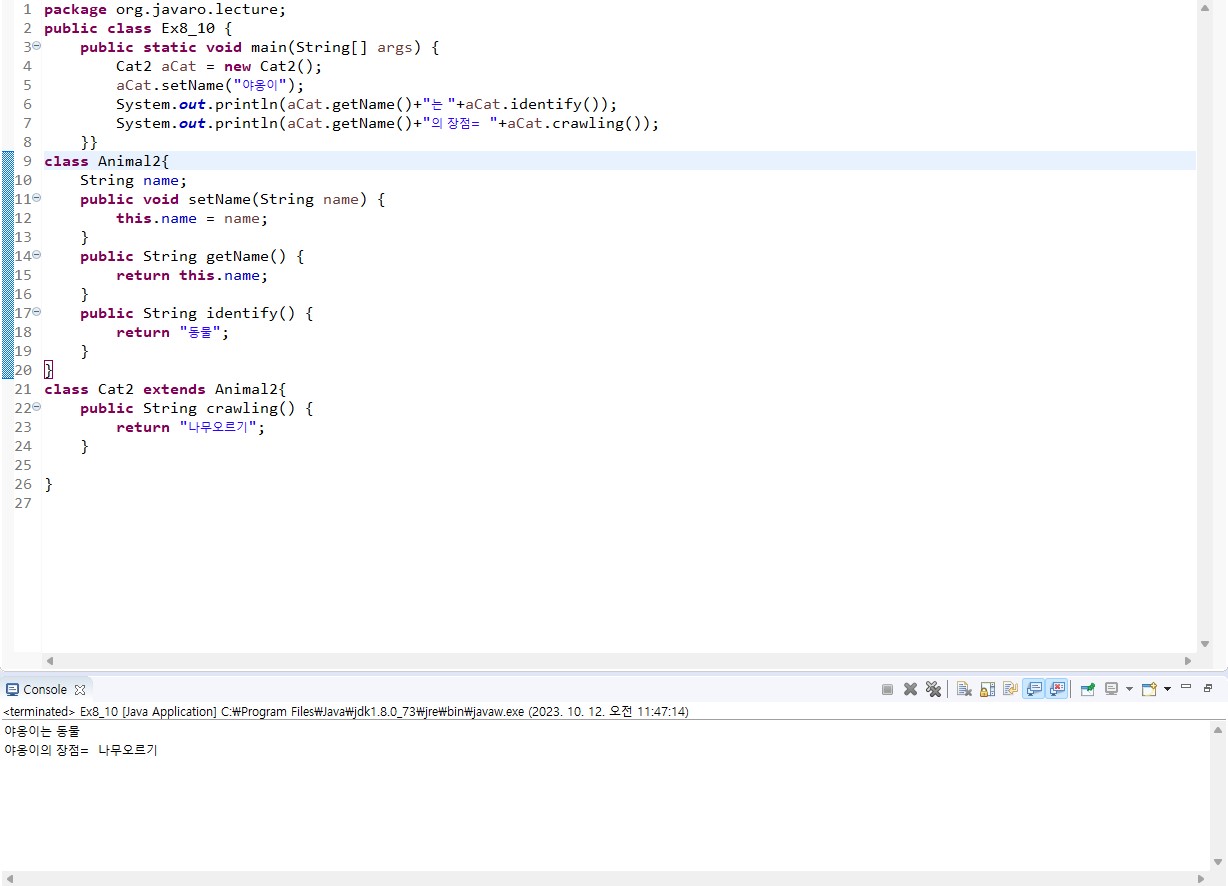 1 package org.javaro.lecture;
2 public class Ex8_10 {
3 public static void main(String[] args) {
4 Cat2 aCat = new Cat2();
5 aCat.setName("야옹이");
6 System.out.println(aCat.getName()+"는 "+aCat.identify());
7 System.out.println(aCat.getName()+"의 장점= "+aCat.crawling());
8 }}
9 class Animal2{
10 String name;
11 public void setName(String name) {
12 this.name = name;
13 }
14 public String getName() {
15 return this.name;
16 }
17 public String identify() {
18 return "동물";
19 }
20 }
21 class Cat2 extends Animal2{
22 public String crawling() {
23 return "나무오르기";
24 }
25
26 }
27
Console
<terminated> Ex8_10 [Java Application] C:₩Program Files₩Java₩jdk1.8.0_73₩jre₩bin₩javaw.exe (2023. 10. 12. 오전 11:47:14)
야옹이는 동물
야옹이의 장점= 나무오르기